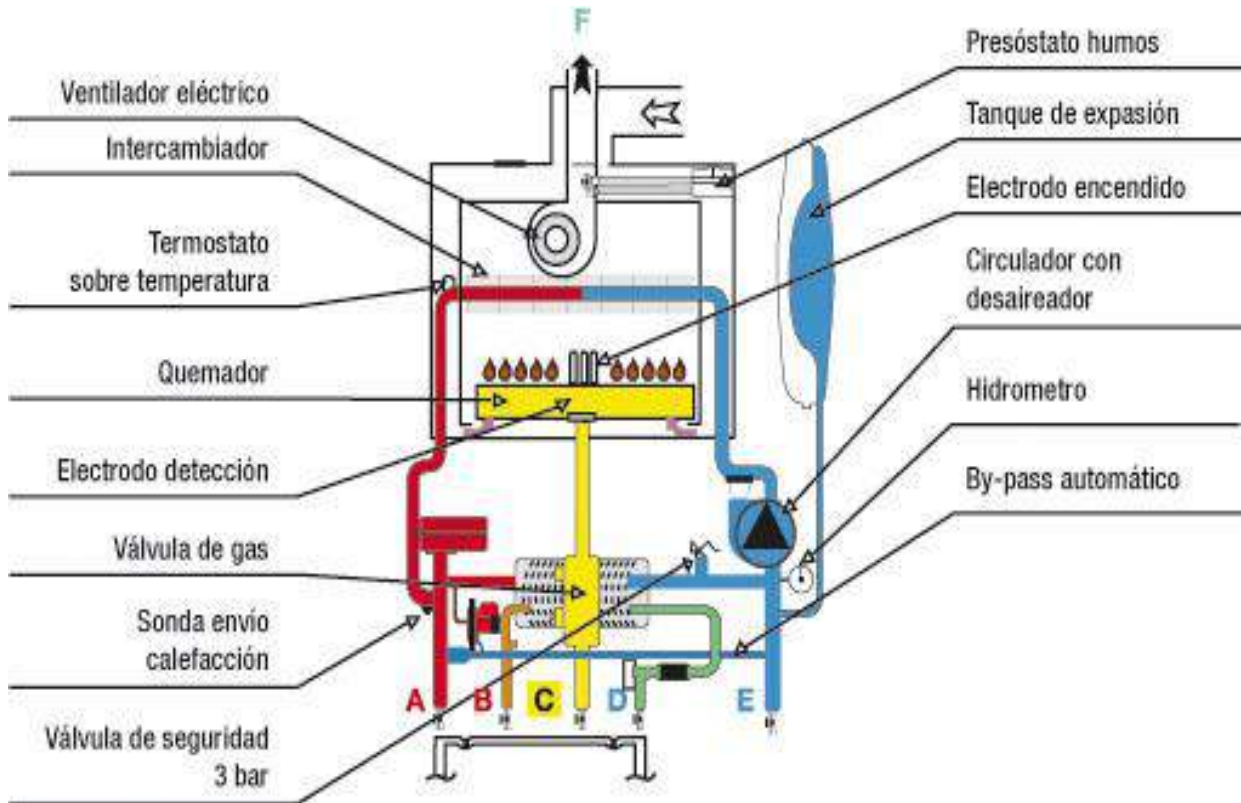 F
Ventilador eléctrico
Intercambiador
Termostato
sobre temperatura
Quemador
Electrodo detección
Válvula de gas
Sonda envío
calefacción
Válvula de seguridad
3 bar
Presóstato humos
Tanque de expasión
Electrodo encendido
Circulador con
desaireador
Hidrometro
By-pass automático
A B C D E